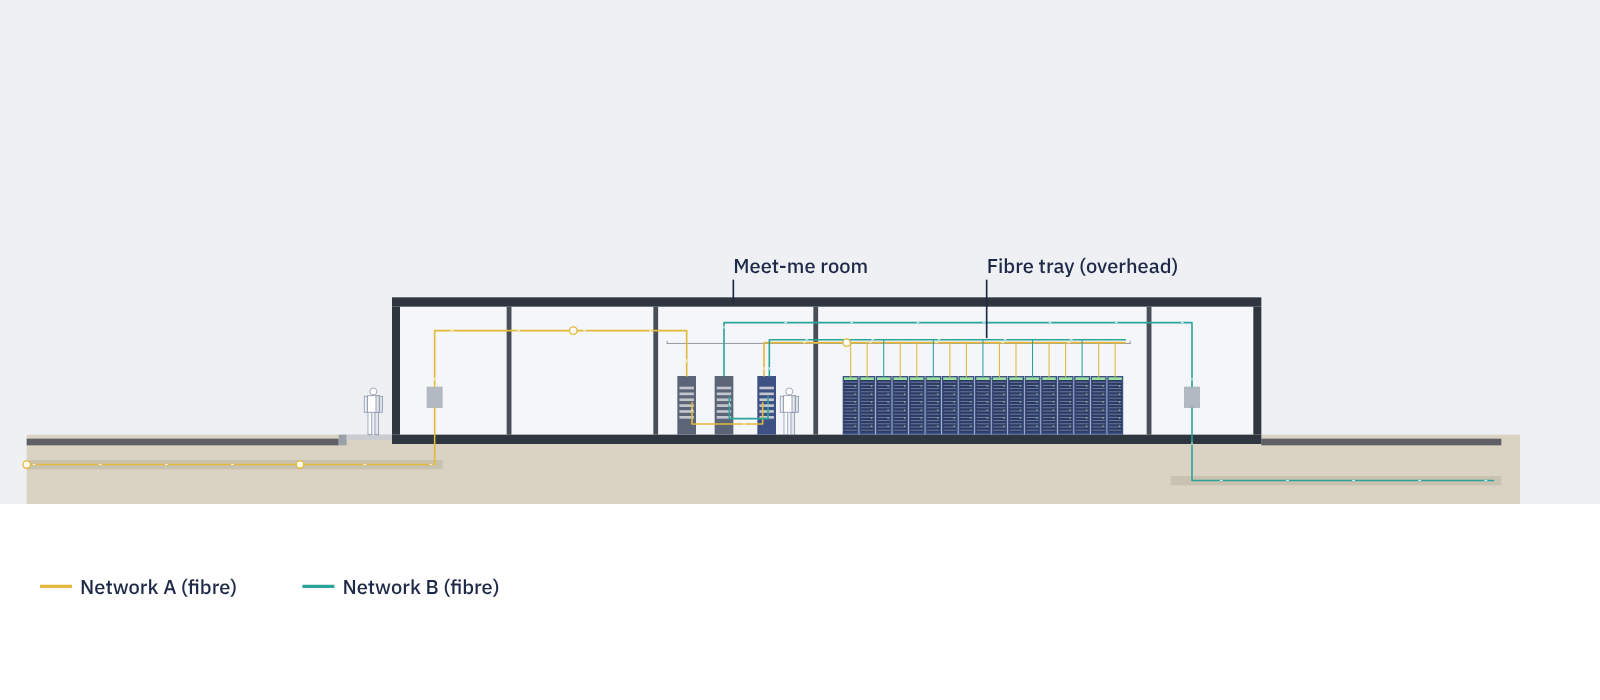 Meet-me room
Fibre tray (overhead)
Network A (fibre)
Network B (fibre)